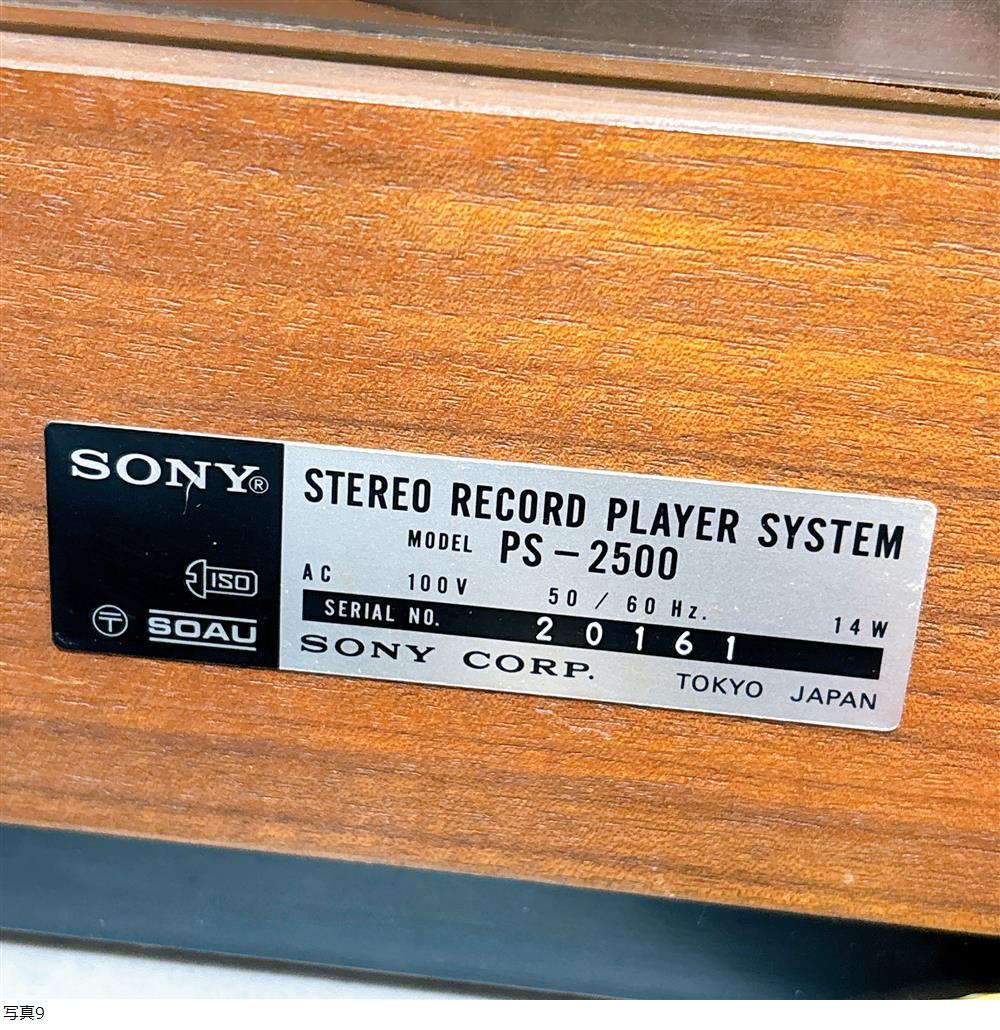 SONY®
ISO
〒 SOAU
STEREO RECORD PLAYER SYSTEM
MODEL PS-2500
AC 100V 50 / 60 Hz. 14W
SERIAL NO. 20161
SONY CORP. TOKYO JAPAN
写真9